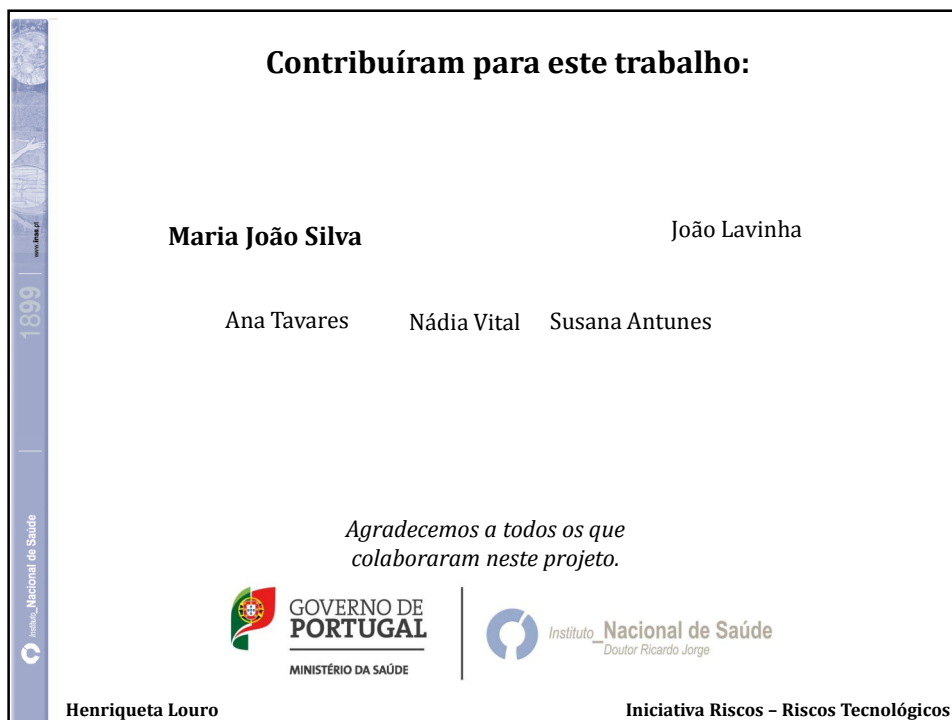 Contribuíram para este trabalho:
www.insa.pt
Maria João Silva
João Lavinha
1899
Ana Tavares Nádia Vital Susana Antunes
Agradecemos a todos os que
colaboraram neste projeto.
GOVERNO DE
PORTUGAL
MINISTÉRIO DA SAÚDE
Instituto_Nacional de Saúde
Doutor Ricardo Jorge
Instituto_Nacional de Saúde
Henriqueta Louro
Iniciativa Riscos – Riscos Tecnológicos